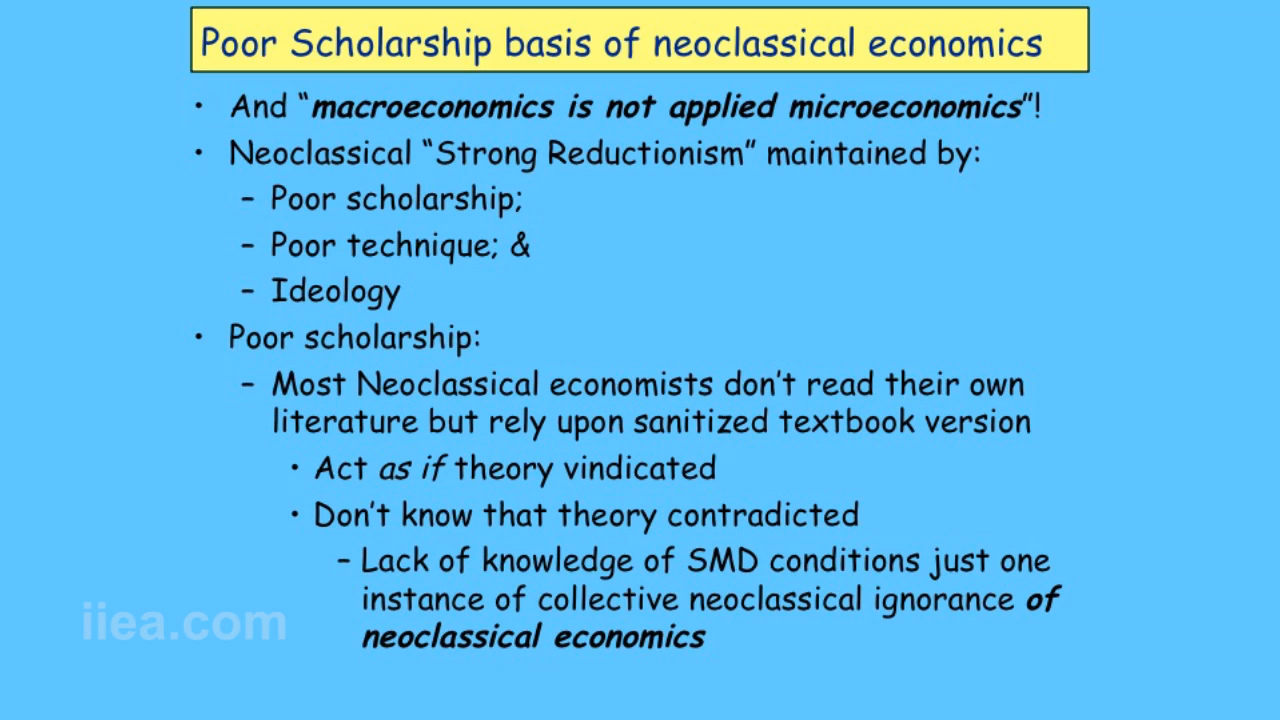 Poor Scholarship basis of neoclassical economics
• And “macroeconomics is not applied microeconomics”!
• Neoclassical “Strong Reductionism” maintained by:
– Poor scholarship;
– Poor technique; &
– Ideology
• Poor scholarship:
– Most Neoclassical economists don’t read their own
literature but rely upon sanitized textbook version
• Act as if theory vindicated
• Don’t know that theory contradicted
– Lack of knowledge of SMD conditions just one
instance of collective neoclassical ignorance of
neoclassical economics
iiea.com